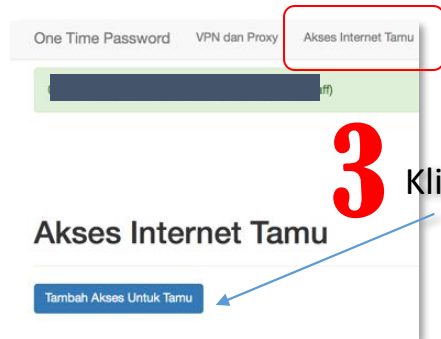 One Time Password VPN dan Proxy Akses Internet Tamu
3 Kli
Akses Internet Tamu
Tambah Akses Untuk Tamu